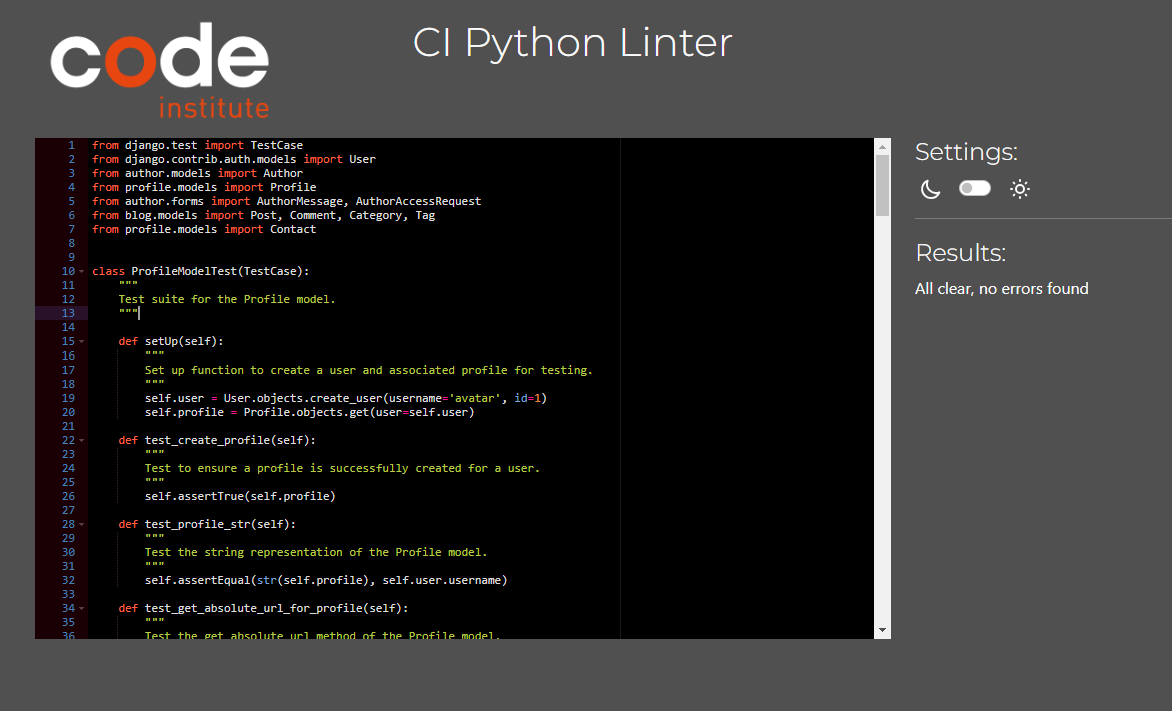 code
institute
CI Python Linter
1 from django.test import TestCase
2 from django.contrib.auth.models import User
3 from author.models import Author
4 from profile.models import Profile
5 from author.forms import AuthorMessage, AuthorAccessRequest
6 from blog.models import Post, Comment, Category, Tag
7 from profile.models import Contact
8
9
10 class ProfileModelTest(TestCase):
11     """
12     Test suite for the Profile model.
13     """
14
15     def setUp(self):
16         """
17         Set up function to create a user and associated profile for testing.
18         """
19         self.user = User.objects.create_user(username='avatar', id=1)
20         self.profile = Profile.objects.get(user=self.user)
21
22     def test_create_profile(self):
23         """
24         Test to ensure a profile is successfully created for a user.
25         """
26         self.assertTrue(self.profile)
27
28     def test_profile_str(self):
29         """
30         Test the string representation of the Profile model.
31         """
32         self.assertEqual(str(self.profile), self.user.username)
33
34     def test_get_absolute_url_for_profile(self):
35         """
36         Test the get_absolute_url method of the Profile model.
Settings:
Results:
All clear, no errors found